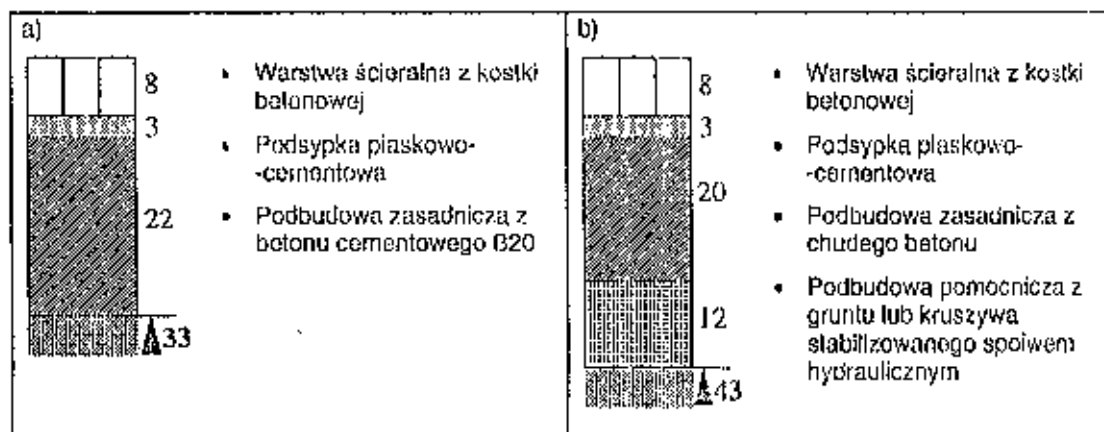 a)
8
3
22
33
• Warstwa ścieralna z kostki
betonowej
• Podsypka piaskowo-
-cementowa
• Podbudowa zasadnicza z
betonu cementowego B20
b)
8
3
20
12
43
• Warstwa ścieralna z kostki
betonowej
• Podsypka piaskowo-
-cementowa
• Podbudowa zasadnicza z
chudego betonu
• Podbudowa pomocnicza z
gruntu lub kruszywa
stabilizowanego spoiwem
hydraulicznym